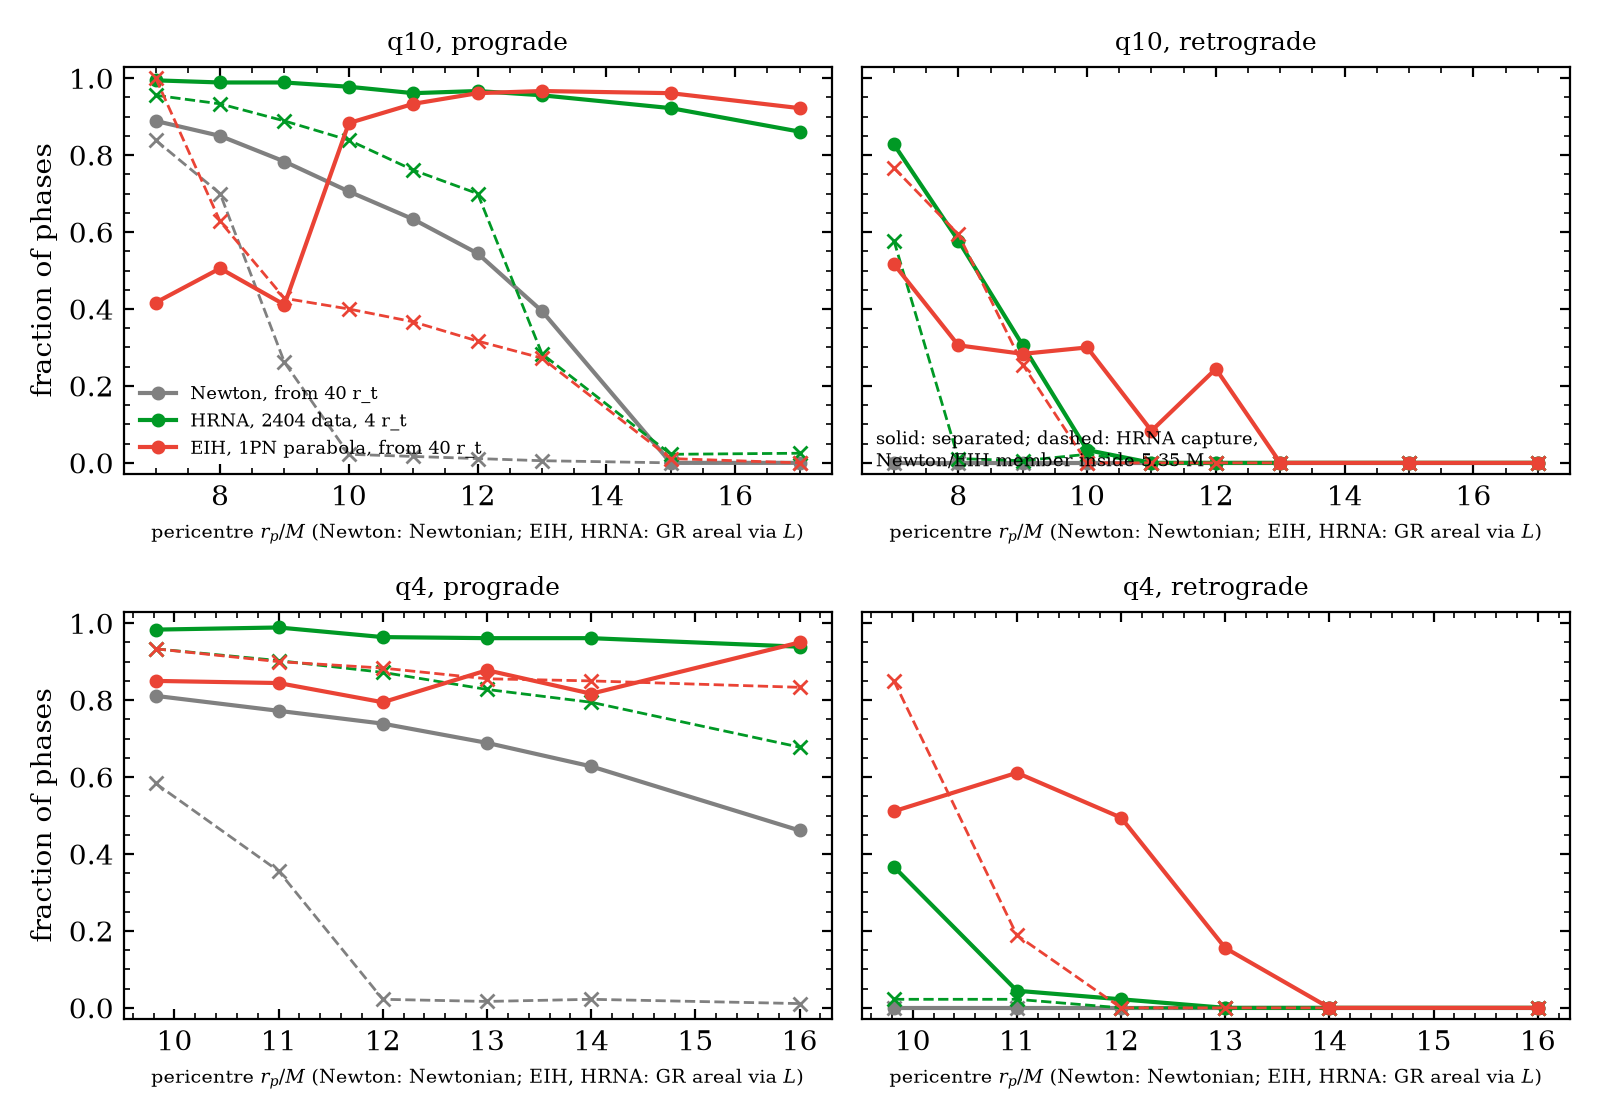 q10, prograde
q10, retrograde
fraction of phases
1.0
0.8
0.6
0.4
0.2
0.0
Newton, from 40 r_t
HRNA, 2404 data, 4 r_t
EIH, 1PN parabola, from 40 r_t
solid: separated; dashed: HRNA capture,
Newton/EIH member inside 5.35 M
8 10 12 14 16
8 10 12 14 16
pericentre r_p/M (Newton: Newtonian; EIH, HRNA: GR areal via L)
pericentre r_p/M (Newton: Newtonian; EIH, HRNA: GR areal via L)
q4, prograde
q4, retrograde
fraction of phases
1.0
0.8
0.6
0.4
0.2
0.0
10 11 12 13 14 15 16
10 11 12 13 14 15 16
pericentre r_p/M (Newton: Newtonian; EIH, HRNA: GR areal via L)
pericentre r_p/M (Newton: Newtonian; EIH, HRNA: GR areal via L)